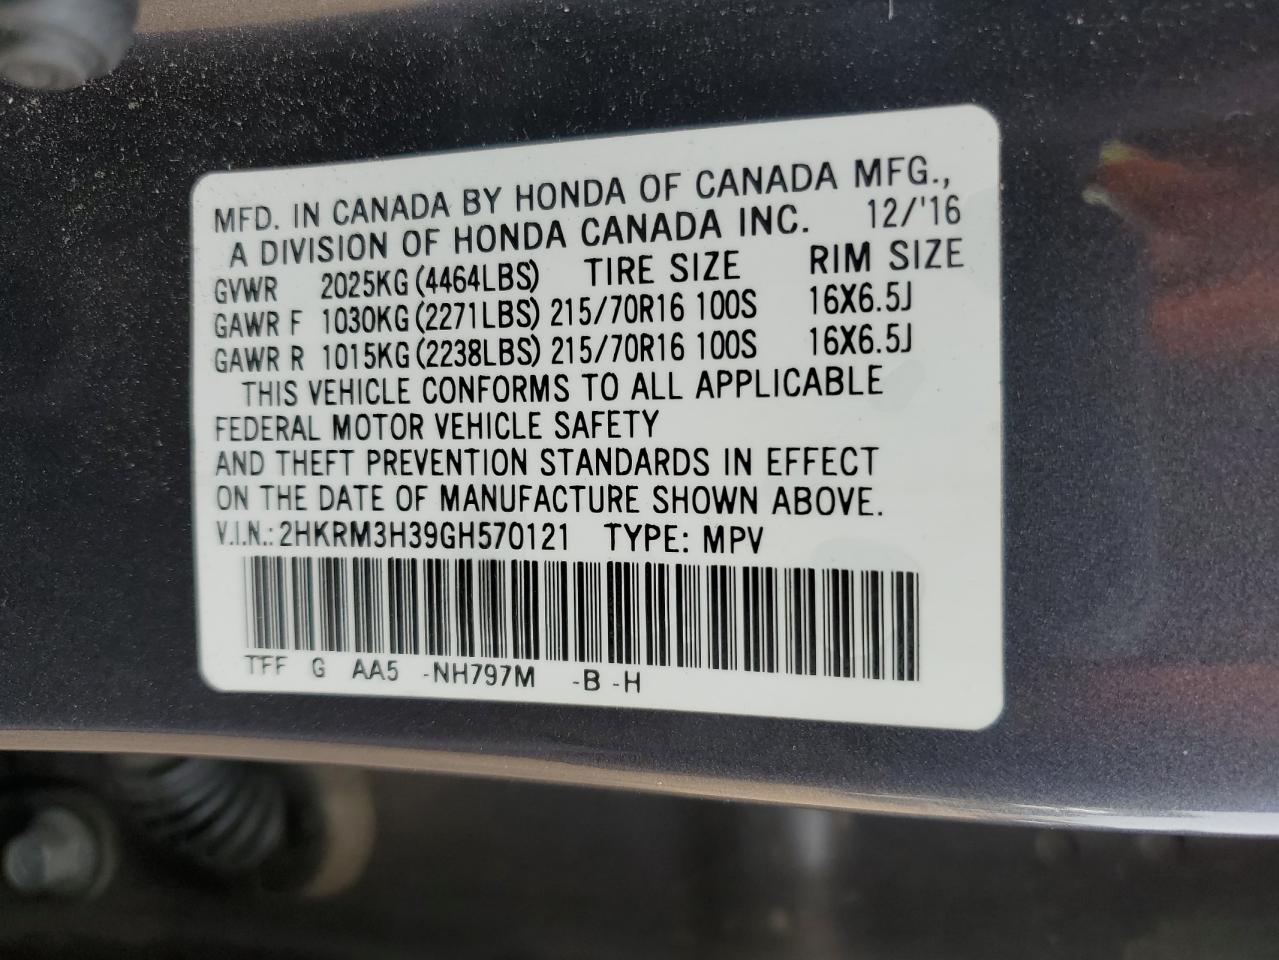 MFD. IN CANADA BY HONDA OF CANADA MFG.,
A DIVISION OF HONDA CANADA INC. 12/'16
GVWR 2025KG (4464LBS) TIRE SIZE RIM SIZE
GAWR F 1030KG (2271LBS) 215/70R16 100S 16X6.5J
GAWR R 1015KG (2238LBS) 215/70R16 100S 16X6.5J
THIS VEHICLE CONFORMS TO ALL APPLICABLE
FEDERAL MOTOR VEHICLE SAFETY
AND THEFT PREVENTION STANDARDS IN EFFECT
ON THE DATE OF MANUFACTURE SHOWN ABOVE.
V.I.N.: 2HKRM3H39GH570121 TYPE: MPV
TFF G AA5 -NH797M -B -H